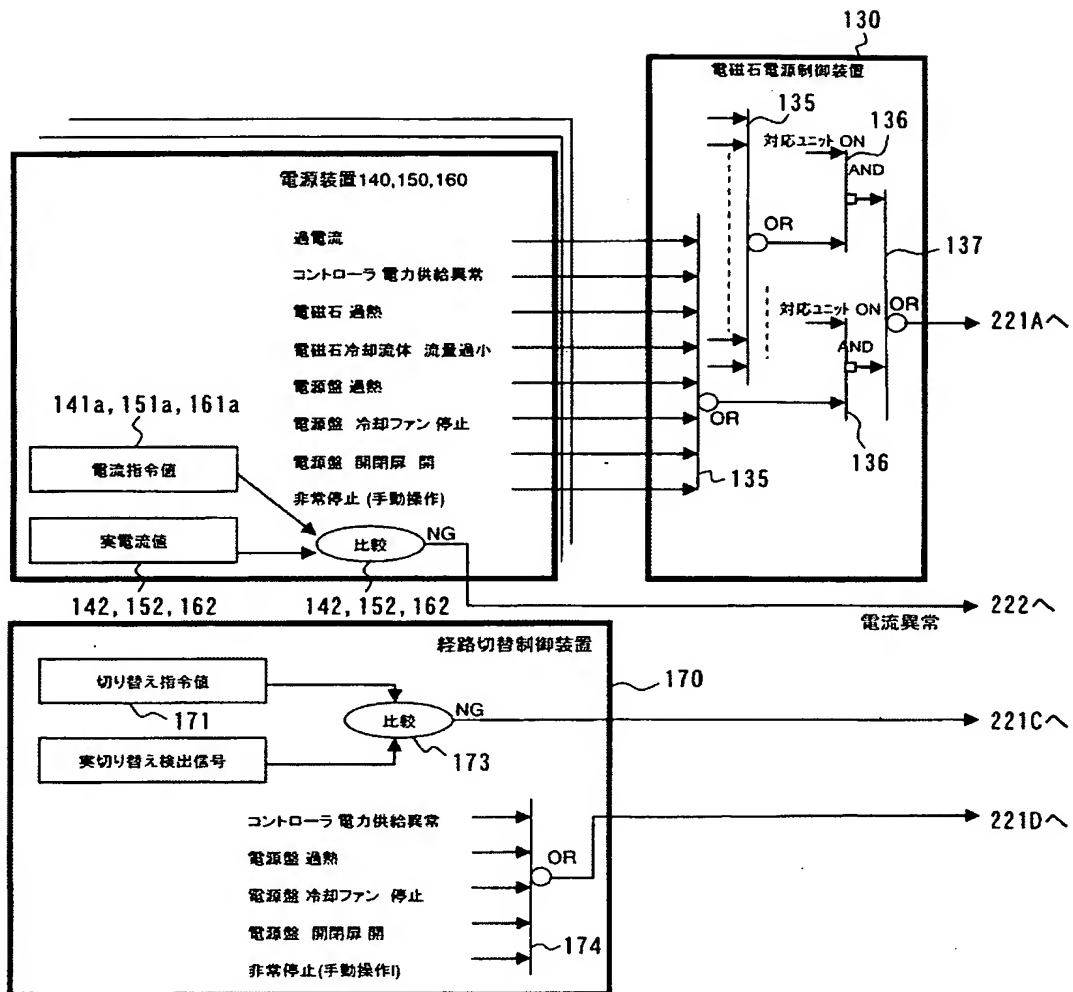 130
電磁石電源制御装置
135
対応ユニット ON
136
AND
OR
137
対応ユニット ON
AND
OR
221Aへ
136
OR
135
電源装置140,150,160
過電流
コントローラ 電力供給異常
電磁石 過熱
電磁石冷却流体 流量過小
電源盤 過熱
電源盤 冷却ファン 停止
電源盤 開閉扉 開
非常停止 (手動操作)
141a, 151a, 161a
電流指令値
実電流値
比較
NG
142, 152, 162
142, 152, 162
222へ
電流異常
経路切替制御装置
170
切り替え指令値
171
実切り替え検出信号
比較
NG
173
221Cへ
コントローラ 電力供給異常
電源盤 過熱
電源盤 冷却ファン 停止
電源盤 開閉扉 開
非常停止(手動操作l)
OR
174
221Dへ